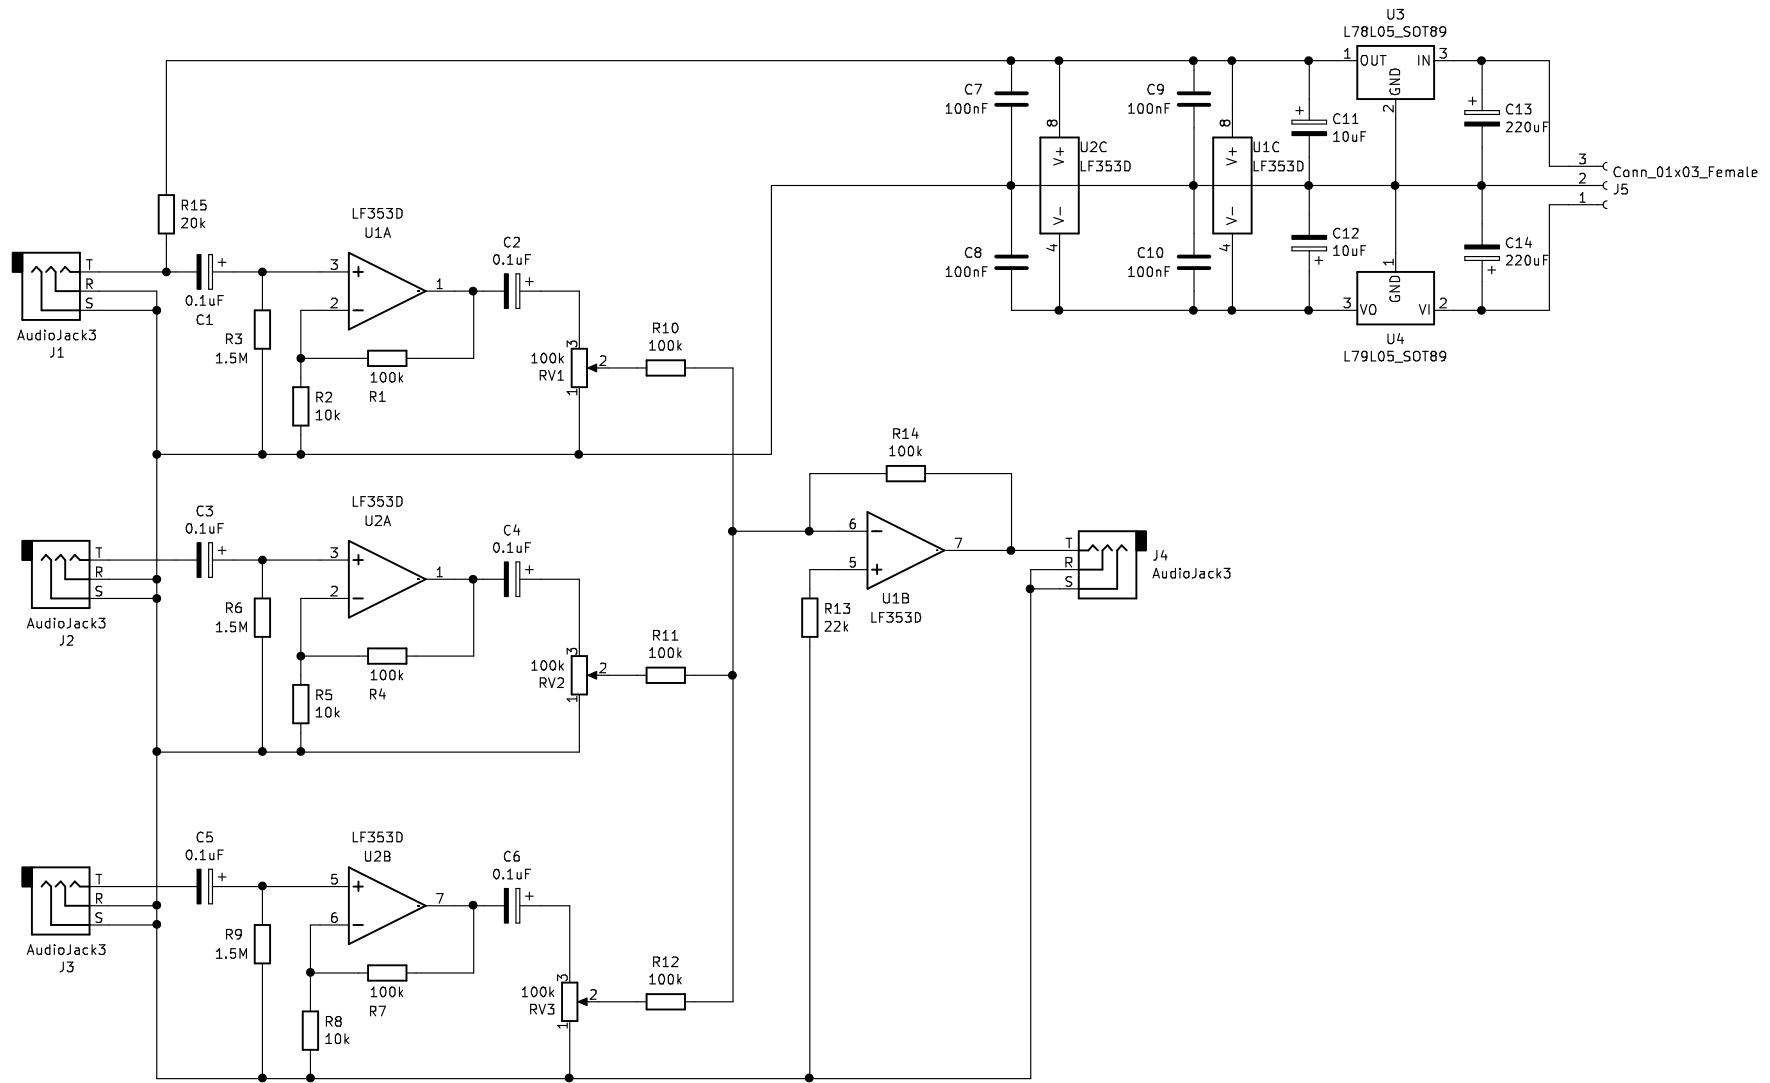 U3
L78L05_SOT89
1 OUT IN 3
GND
2
C7
100nF
C9
100nF
8
V+
U2C
LF353D
V-
4
8
V+
U1C
LF353D
V-
4
+
C11
10uF
+
C13
220uF
3
2
1
Conn_01x03_Female
J5
C8
100nF
C10
100nF
C12
10uF
+
C14
220uF
+
1
GND
3 VO VI 2
U4
L79L05_SOT89
R15
20k
T
R
S
AudioJack3
J1
+
0.1uF
C1
R3
1.5M
LF353D
U1A
3 +
2 −
1
100k
R1
R2
10k
C2
0.1uF
+
3
100k
RV1
2
1
R10
100k
T
R
S
AudioJack3
J2
C3
0.1uF
+
R6
1.5M
LF353D
U2A
3 +
2 −
1
100k
R4
R5
10k
C4
0.1uF
+
3
100k
RV2
2
1
R11
100k
R14
100k
6 −
5 +
7
U1B
LF353D
R13
22k
T
R
S
J4
AudioJack3
T
R
S
AudioJack3
J3
C5
0.1uF
+
R9
1.5M
LF353D
U2B
5 +
6 −
7
100k
R7
R8
10k
C6
0.1uF
+
3
100k
RV3
2
1
R12
100k